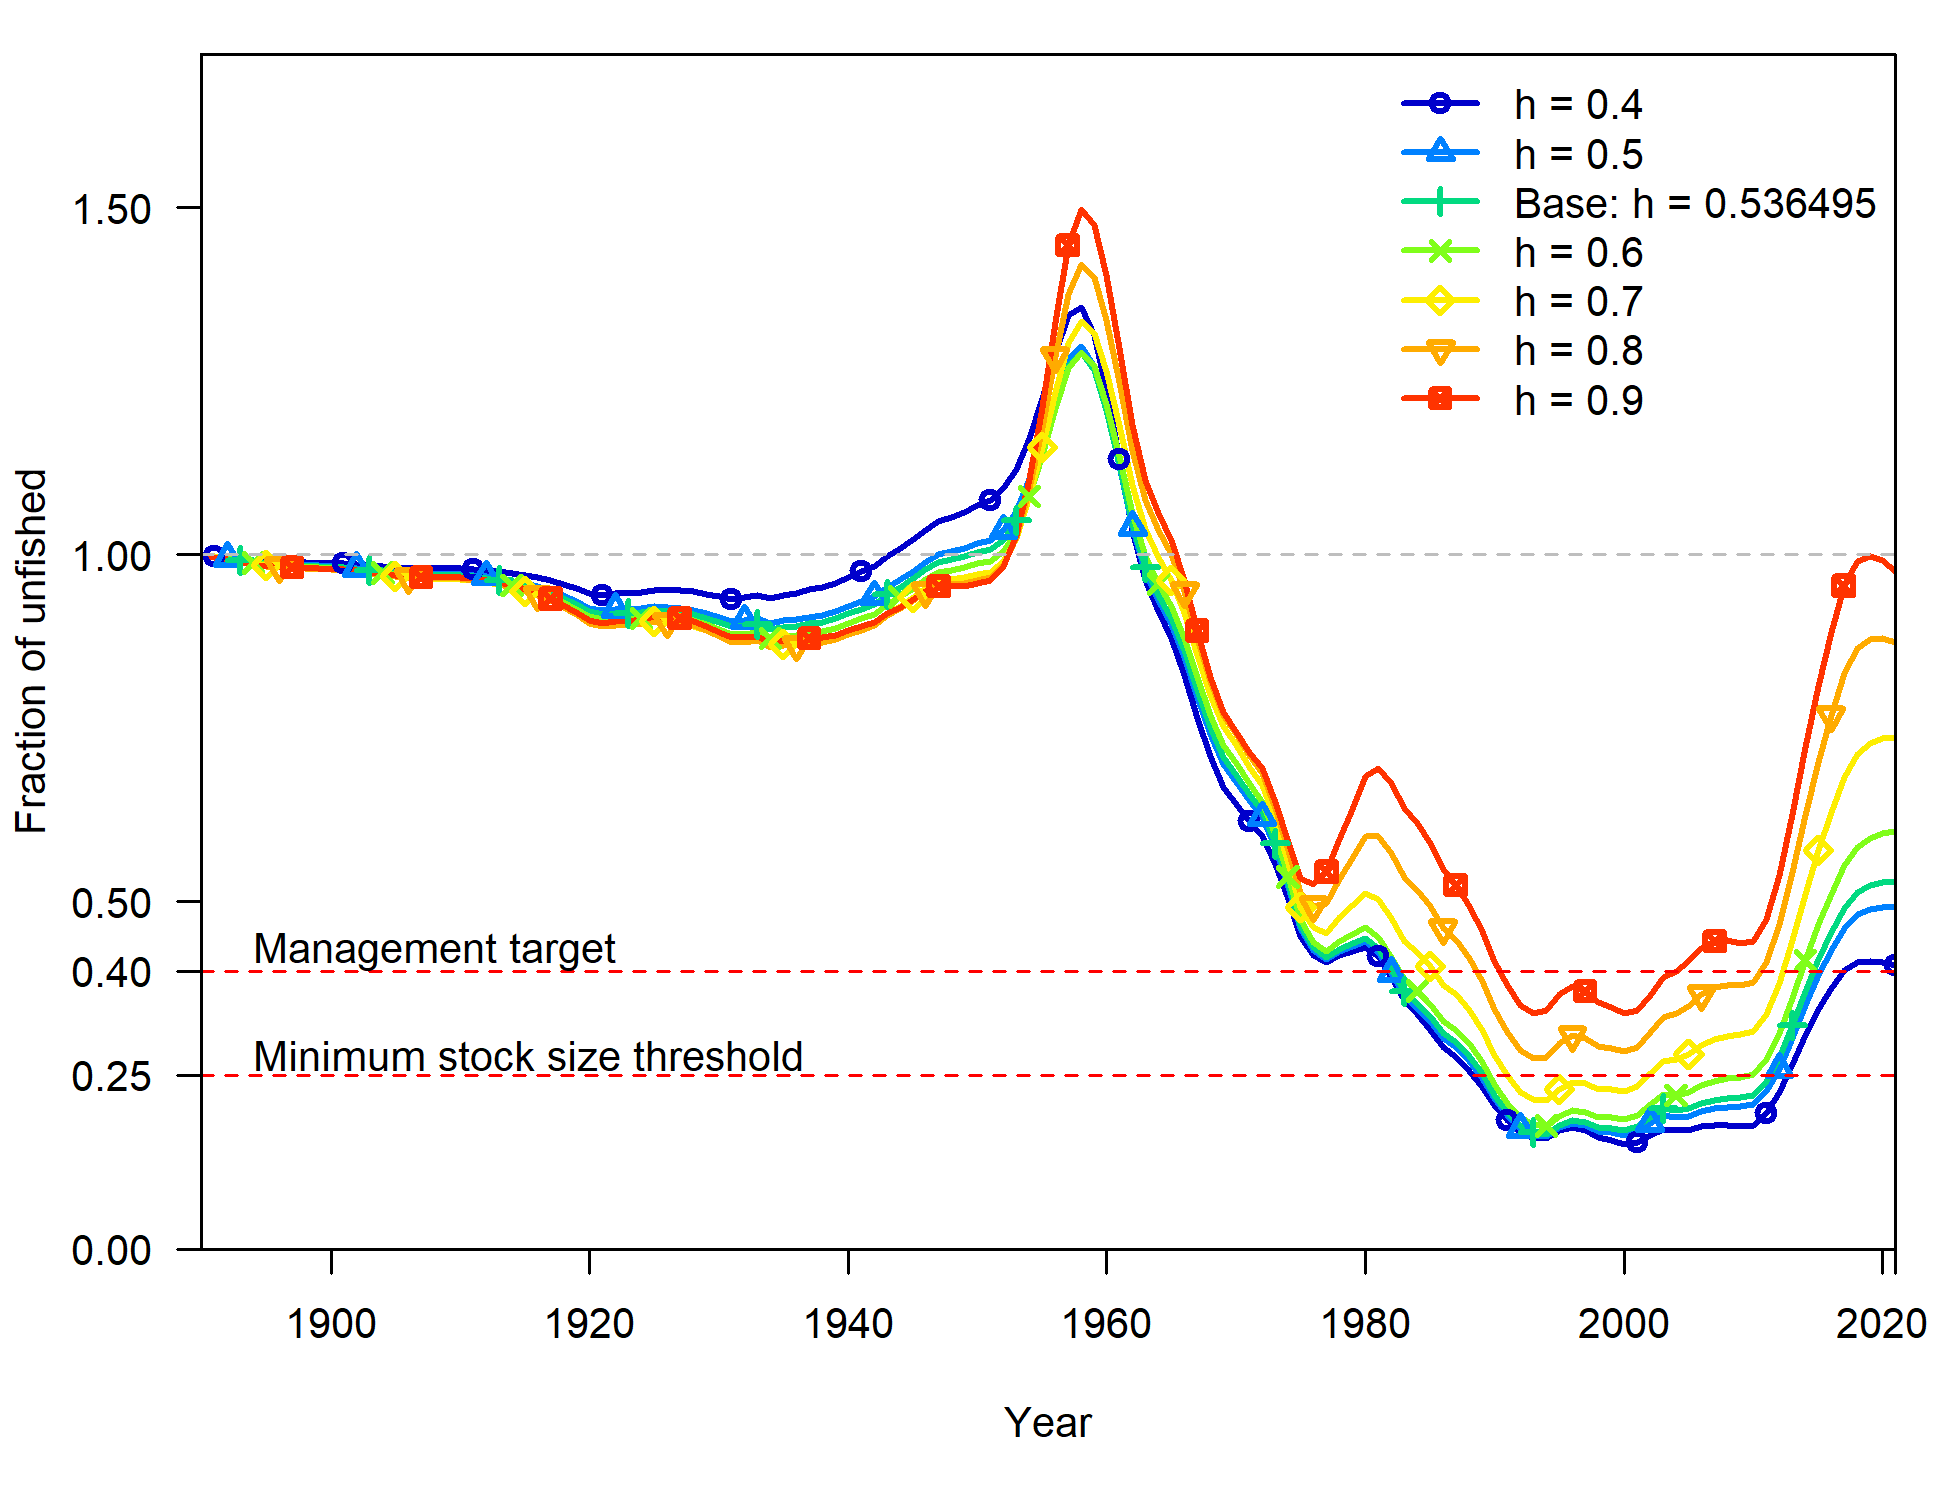 h = 0.4
h = 0.5
Base: h = 0.536495
h = 0.6
h = 0.7
h = 0.8
h = 0.9
Fraction of unfished
1.50
1.00
0.50
0.40
0.25
0.00
Management target
Minimum stock size threshold
1900 1920 1940 1960 1980 2000 2020
Year